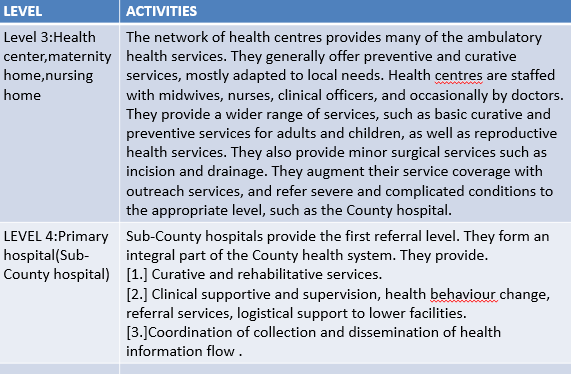 LEVEL
ACTIVITIES
Level 3:Health
center,maternity
home,nursing
home
The network of health centres provides many of the ambulatory
health services. They generally offer preventive and curative
services, mostly adapted to local needs. Health centres are staffed
with midwives, nurses, clinical officers, and occasionally by doctors.
They provide a wider range of services, such as basic curative and
preventive services for adults and children, as well as reproductive
health services. They also provide minor surgical services such as
incision and drainage. They augment their service coverage with
outreach services, and refer severe and complicated conditions to
the appropriate level, such as the County hospital.
LEVEL 4:Primary
hospital(Sub-
County hospital)
Sub-County hospitals provide the first referral level. They form an
integral part of the County health system. They provide.
[1.] Curative and rehabilitative services.
[2.] Clinical supportive and supervision, health behaviour change,
referral services, logistical support to lower facilities.
[3.]Coordination of collection and dissemination of health
information flow .